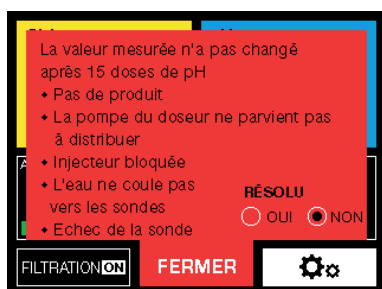 La valeur mesurée n'a pas changé
après 15 doses de pH
• Pas de produit
• La pompe du doseur ne parvient pas
à distribuer
• Injecteur bloquée
• L'eau ne coule pas
vers les sondes
• Echec de la sonde
RÉSOLU
OUI NON
FILTRATION ON
FERMER